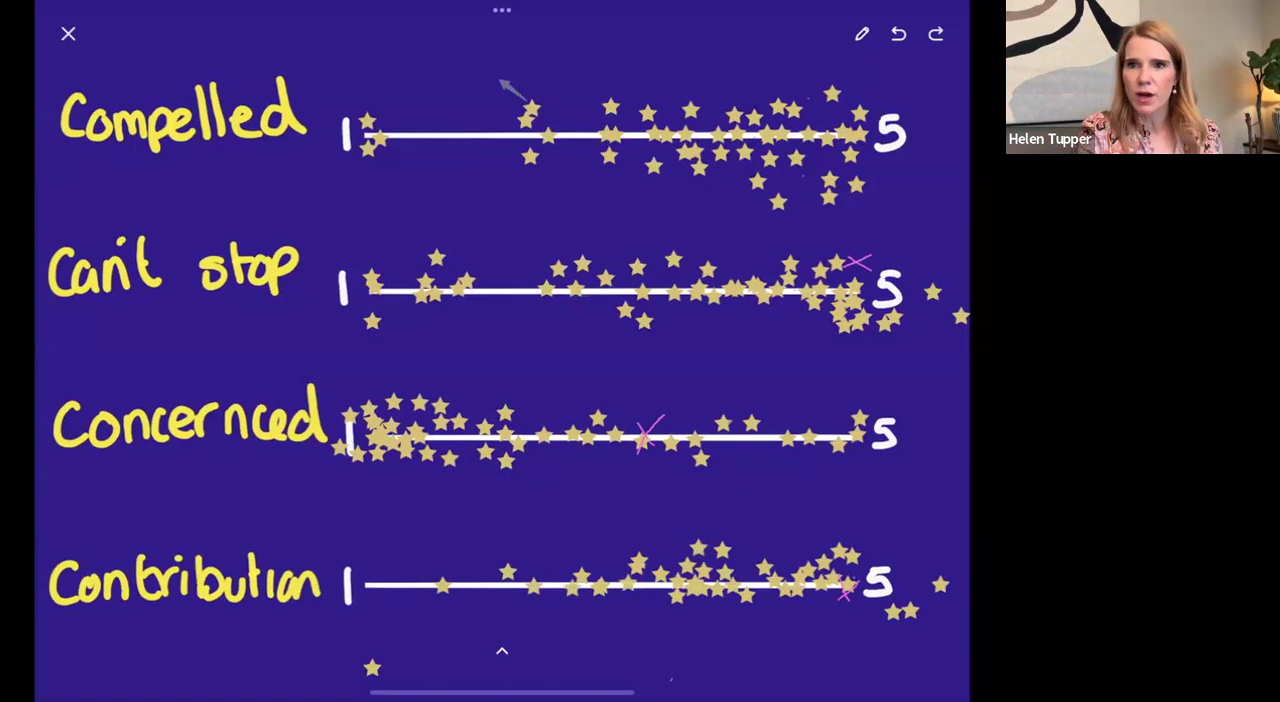 Compelled 1 5
Helen Tupper
Can't stop 1 5
Concerned 1 5
Contribution 1 5